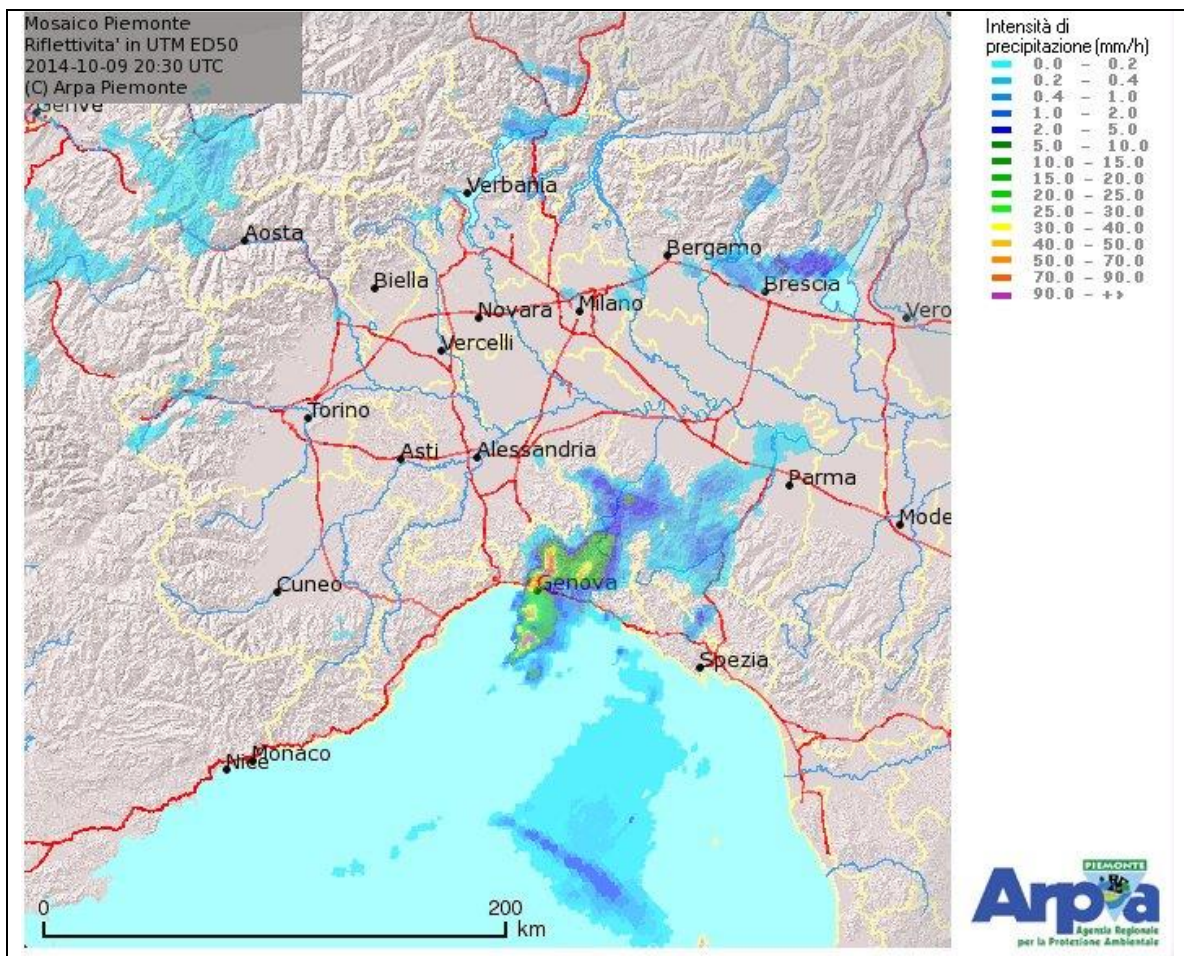 Mosaico Piemonte
Riflettivita' in UTM ED50
2014-10-09 20:30 UTC
(C) Arpa Piemonte
Genive
Verbania
Aosta
Bergamo
Biella
Brescia
Novara
Milano
Vero
Vercelli
Torino
Asti
Alessandria
Parma
Mode
Cuneo
Genova
Spezia
Monaco
Nice
0 200
km
Intensità di
precipitazione (mm/h)
0.0 - 0.2
0.2 - 0.4
0.4 - 1.0
1.0 - 2.0
2.0 - 5.0
5.0 - 10.0
10.0 - 15.0
15.0 - 20.0
20.0 - 25.0
25.0 - 30.0
30.0 - 40.0
40.0 - 50.0
50.0 - 70.0
70.0 - 90.0
90.0 - +>
PIEMONTE
Arpa
Agenzia Regionale
per la Protezione Ambientale